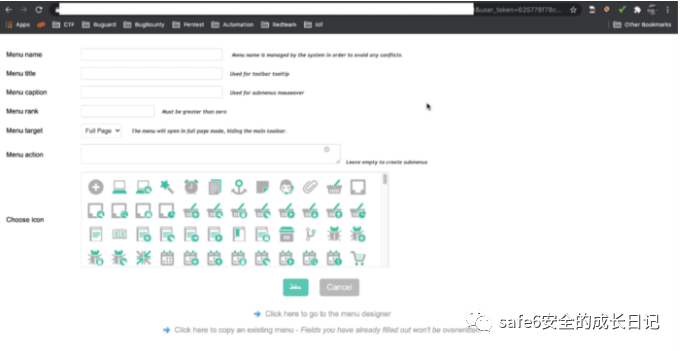 &user_token=635778f78c...
Apps CTF Buguard BugBounty Pentest Automation Redteam IoT Other Bookmarks
Menu name Menu name is managed by the system in order to avoid any conflicts.
Menu title Used for toolbar tooltip
Menu caption Used for submenus mouseover
Menu rank Must be greater than zero
Menu target Full Page The menu will open in full page mode, hiding the main toolbar.
Menu action Leave empty to create submenus
Choose icon
Cancel
Click here to go to the menu designer
Click here to copy an existing menu - Fields you have already filled out won't be overwritten
safe6安全的成长日记